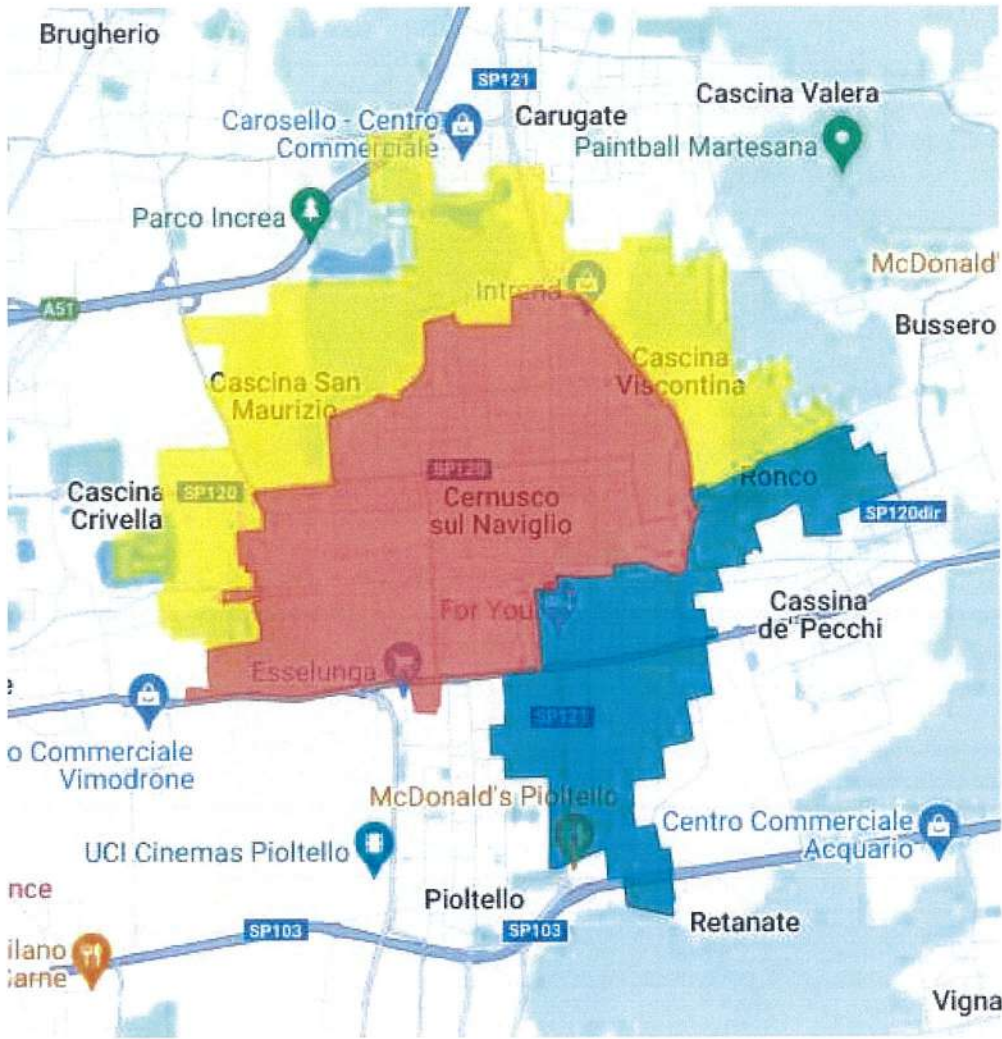 Brugherio
SP121
Cascina Valera
Carosello - Centro
Commerciale
Carugate
Paintball Martesana
Parco Increa
McDonald'
Intrend
A51
Bussero
Cascina San
Maurizio
Cascina
Viscontina
SP120
Ronco
Cascina
Crivella
SP120
Cernusco
sul Naviglio
SP120dir
For You
Cassina
de' Pecchi
Esselunga
e
SP121
o Commerciale
Vimodrone
McDonald's Pioltello
Centro Commerciale
Acquario
UCI Cinemas Pioltello
nce
Pioltello
Retanate
SP103
SP103
ilano
arne
Vigna